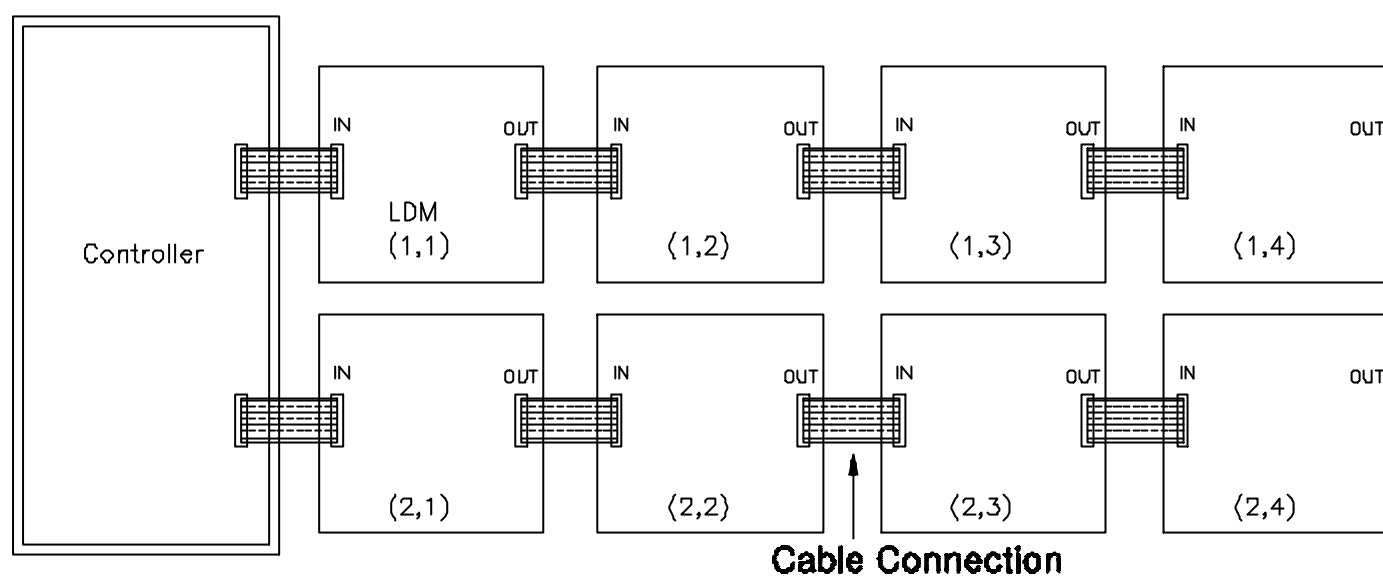 IN OUT IN OUT IN OUT IN OUT
LDM
(1,1) (1,2) (1,3) (1,4)
Controller
IN OUT IN OUT IN OUT IN OUT
(2,1) (2,2) (2,3) (2,4)
Cable Connection